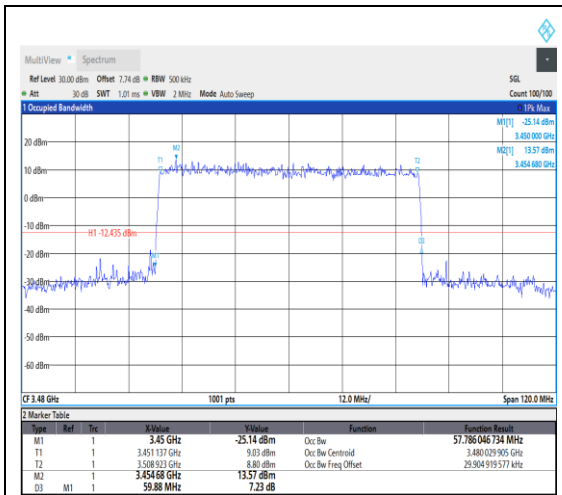 MultiView Spectrum
Ref Level 30.00 dBm Offset 7.74 dB RBW 500 kHz SGL
Att 30 dB SWT 1.01 ms VBW 2 MHz Mode Auto Sweep Count 100/100
1 Occupied Bandwidth 1Pk Max
M1[1] -25.14 dBm
3.450 000 GHz
20 dBm M2[1] 13.57 dBm
3.454 680 GHz
M2
T1 T2
10 dBm
0 dBm
-10 dBm
H1 -12.435 dBm
D3
-20 dBm
M1
-30 dBm
-40 dBm
-50 dBm
-60 dBm
CF 3.48 GHz 1001 pts 12.0 MHz/ Span 120.0 MHz
2 Marker Table
Type Ref Trc X-Value Y-Value Function Function Result
M1 1 3.45 GHz -25.14 dBm Occ Bw 57.786 046 734 MHz
T1 1 3.451 137 GHz 9.03 dBm Occ Bw Centroid 3.480 029 905 GHz
T2 1 3.508 923 GHz 8.80 dBm Occ Bw Freq Offset 29.904 919 577 kHz
M2 1 3.454 68 GHz 13.57 dBm
D3 M1 1 59.88 MHz 7.23 dB